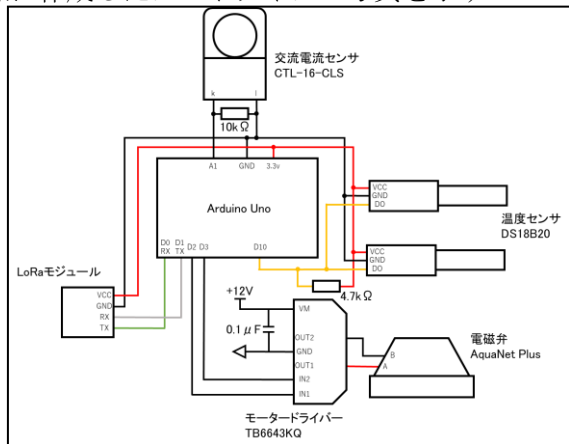 交流電流センサ
CTL-16-CLS
k
l
10kΩ
A1
GND
3.3v
Arduino Uno
D0
RX
D1
TX
D2
D3
D10
VCC
GND
DO
温度センサ
DS18B20
VCC
GND
DO
LoRaモジュール
VCC
GND
RX
TX
4.7kΩ
+12V
0.1μF
VM
OUT2
GND
OUT1
IN2
IN1
電磁弁
AquaNet Plus
B
A
モータードライバー
TB6643KQ